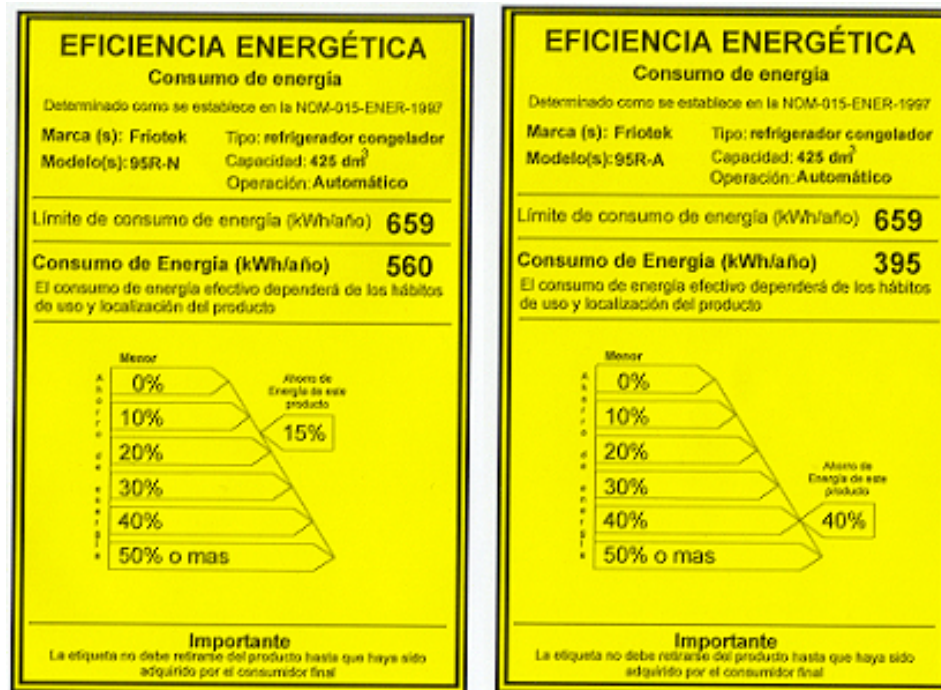 EFICIENCIA ENERGÉTICA
Consumo de energía
Determinado como se establece en la NOM-015-ENER-1997
Marca (s): Friotek Tipo: refrigerador congelador
Modelo(s): 95R-N Capacidad: 425 dm³
Operación: Automático
Límite de consumo de energía (kWh/año) 659
Consumo de Energía (kWh/año) 560
El consumo de energía efectivo dependerá de los hábitos
de uso y localización del producto
Menor
Ahorro de energía
0%
10%
20%
30%
40%
50% o mas
Ahorro de
Energía de este
producto
15%
Importante
La etiqueta no debe retirarse del producto hasta que haya sido
adquirido por el consumidor final
EFICIENCIA ENERGÉTICA
Consumo de energía
Determinado como se establece en la NOM-015-ENER-1997
Marca (s): Friotek Tipo: refrigerador congelador
Modelo(s): 95R-A Capacidad: 425 dm³
Operación: Automático
Límite de consumo de energía (kWh/año) 659
Consumo de Energía (kWh/año) 395
El consumo de energía efectivo dependerá de los hábitos
de uso y localización del producto
Menor
Ahorro de energía
0%
10%
20%
30%
40%
50% o mas
Ahorro de
Energía de este
producto
40%
Importante
La etiqueta no debe retirarse del producto hasta que haya sido
adquirido por el consumidor final